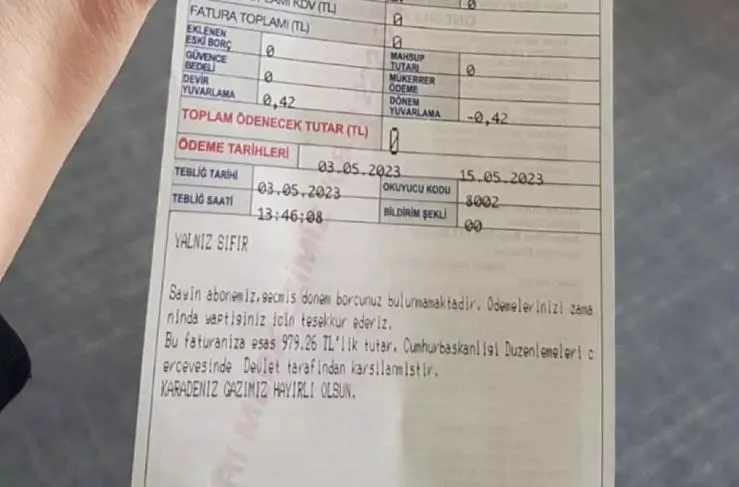 KDV (TL) 0
0
FATURA TOPLAMI (TL) 0
EKLENEN ESKİ BORÇ 0 MAHSUP TUTARI 0
GÜVENCE BEDELİ 0 MÜKERRER ÖDEME
DEVİR YUVARLAMA 0,42 DÖNEM YUVARLAMA -0,42
TOPLAM ÖDENECEK TUTAR (TL) 0
ÖDEME TARİHLERİ 03.05.2023 15.05.2023
TEBLİĞ TARİHİ 03.05.2023 OKUYUCU KODU 8002
TEBLİĞ SAATİ 13:46:08 BİLDİRİM ŞEKLİ 00
YALNIZ SIFIR
Sayin abonemiz,gecmis donem borcunuz bulunmamaktadir. Odemelerinizi zama
ninda yaptiginiz icin tesekkur ederiz.
Bu faturaniza esas 979.26 TL'lik tutar, Cumhurbaskanligi Duzenlemeleri c
ercevesinde Devlet tarafindan karsilanmistir.
KARADENIZ GAZIMIZ HAYIRLI OLSUN.